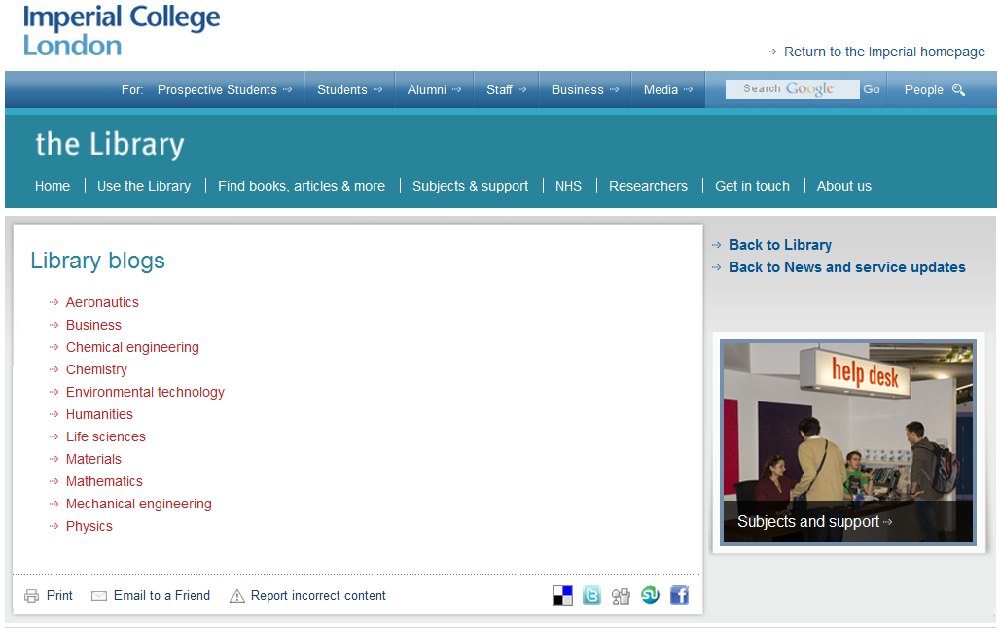 Imperial College
London
Return to the Imperial homepage
For: Prospective Students Students Alumni Staff Business Media Search Google Go People
the Library
Home Use the Library Find books, articles & more Subjects & support NHS Researchers Get in touch About us
Library blogs
Aeronautics
Business
Chemical engineering
Chemistry
Environmental technology
Humanities
Life sciences
Materials
Mathematics
Mechanical engineering
Physics
Back to Library
Back to News and service updates
help desk
Subjects and support
Print Email to a Friend Report incorrect content